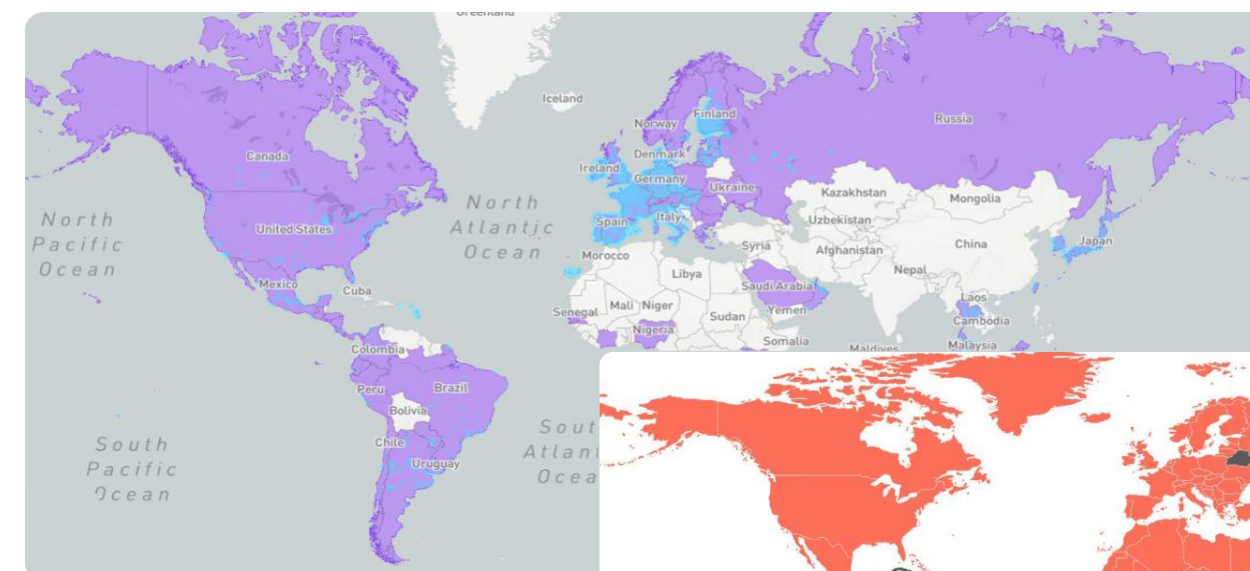 Greenland
Iceland
Finland
Norway
Russia
Canada
Denmark
Ireland
Germany
Ukraine
Kazakhstan
Mongolia
North
Pacific
Ocean
North
Atlantic
Ocean
United States
Spain
Italy
Uzbekistan
Syria
Afghanistan
China
Japan
Morocco
Nepal
Libya
Mexico
Cuba
Saudi Arabia
Laos
Mali
Niger
Senegal
Sudan
Yemen
Cambodia
Nigeria
Somalia
Colombia
Maldives
Malaysia
Peru
Brazil
Bolivia
Chile
Uruguay
South
Pacific
Ocean
Sout
Atlan
Ocea